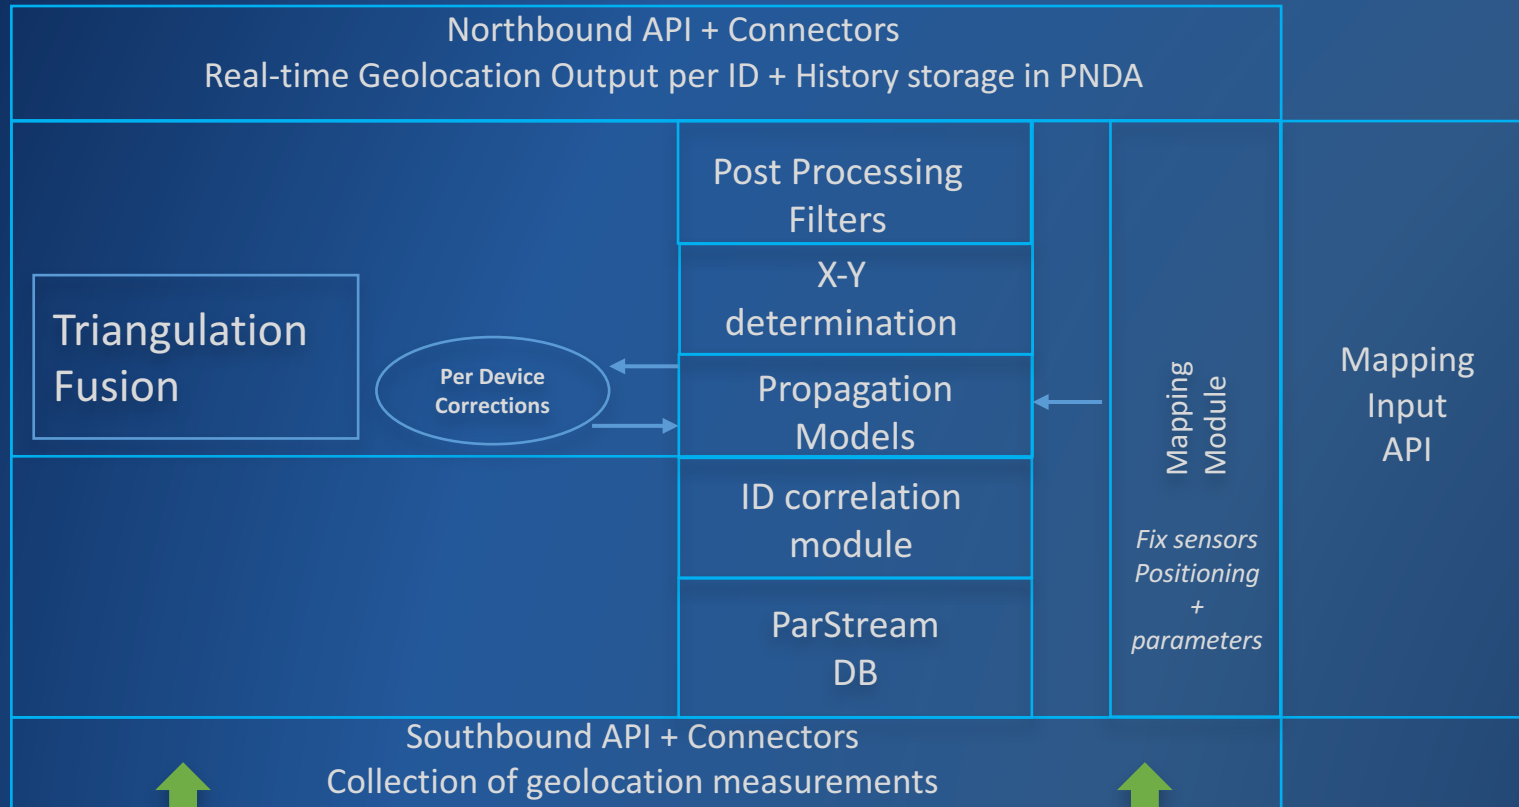 Northbound API + Connectors
Real-time Geolocation Output per ID + History storage in PNDA
Post Processing
Filters
X-Y
determination
Triangulation
Fusion
Per Device
Corrections
Propagation
Models
Mapping
Module
Mapping
Input
API
ID correlation
module
Fix sensors
Positioning
+
parameters
ParStream
DB
Southbound API + Connectors
Collection of geolocation measurements